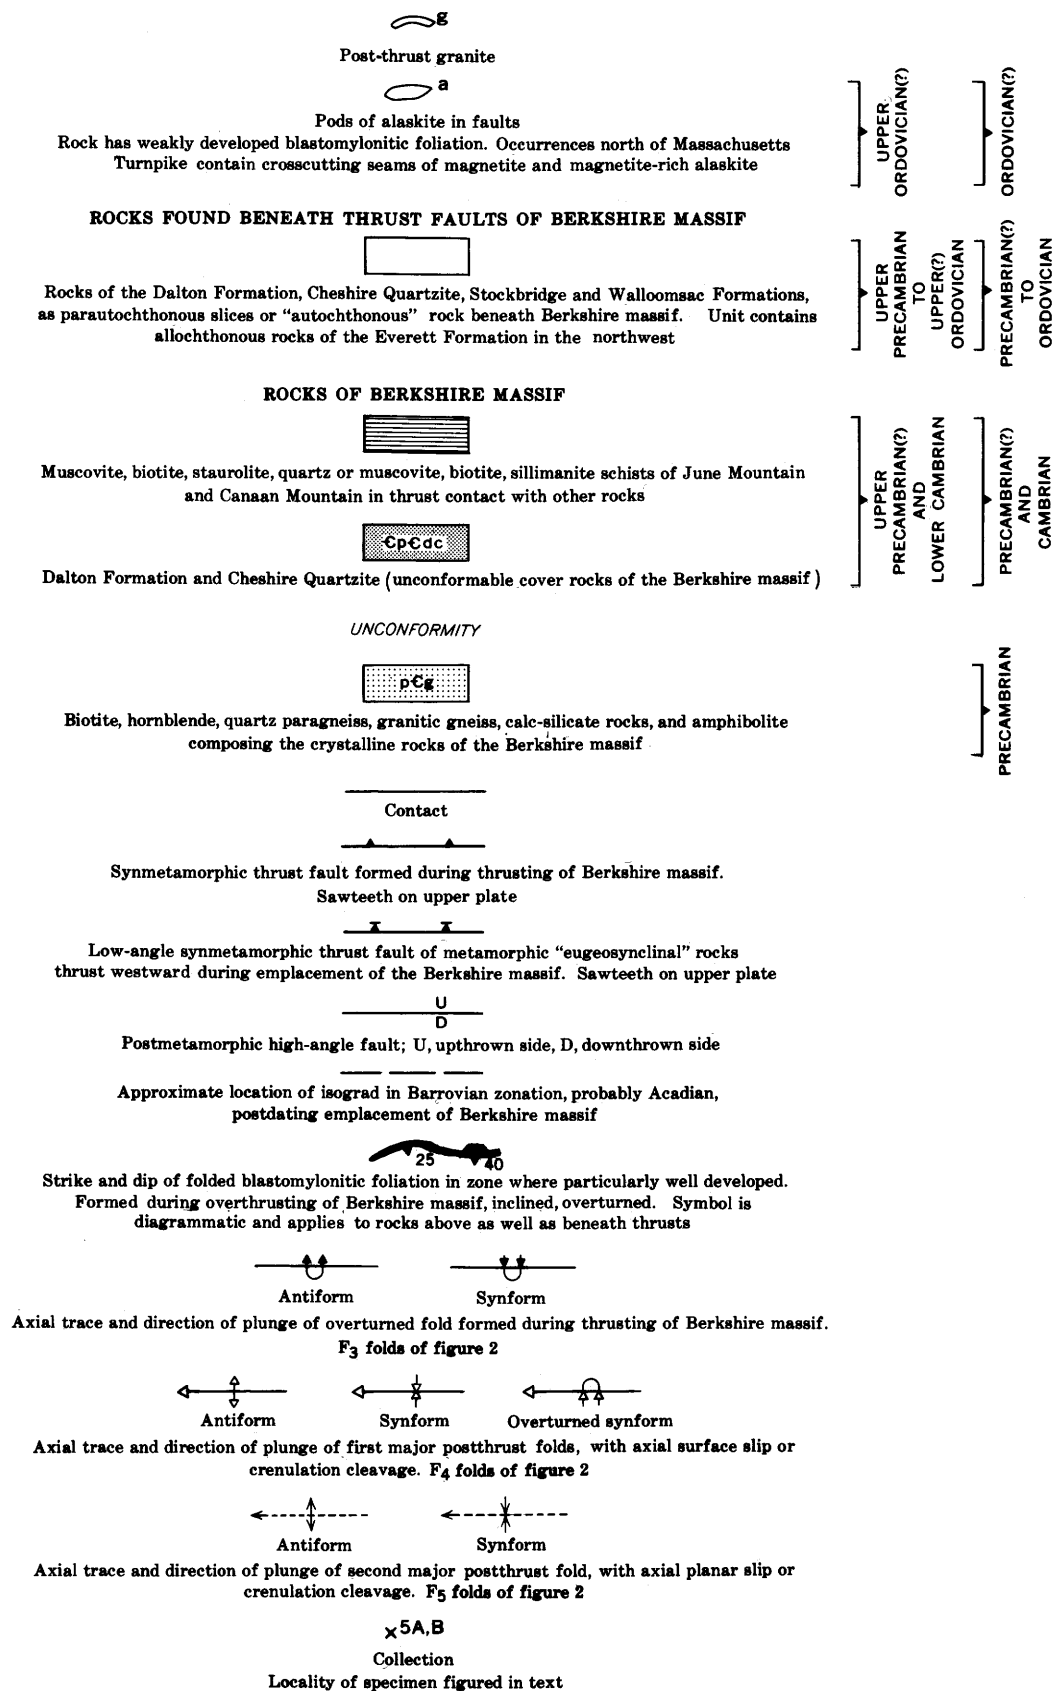 g
Post-thrust granite
a
Pods of alaskite in faults
Rock has weakly developed blastomylonitic foliation. Occurrences north of Massachusetts
Turnpike contain crosscutting seams of magnetite and magnetite-rich alaskite
UPPER
ORDOVICIAN(?)
ORDOVICIAN(?)
ROCKS FOUND BENEATH THRUST FAULTS OF BERKSHIRE MASSIF
Rocks of the Dalton Formation, Cheshire Quartzite, Stockbridge and Walloomsac Formations,
as parautochthonous slices or “autochthonous” rock beneath Berkshire massif. Unit contains
allochthonous rocks of the Everett Formation in the northwest
UPPER
PRECAMBRIAN
TO
UPPER(?)
ORDOVICIAN
PRECAMBRIAN(?)
TO
ORDOVICIAN
ROCKS OF BERKSHIRE MASSIF
Muscovite, biotite, staurolite, quartz or muscovite, biotite, sillimanite schists of June Mountain
and Canaan Mountain in thrust contact with other rocks
Єp Єdc
Dalton Formation and Cheshire Quartzite (unconformable cover rocks of the Berkshire massif)
UPPER
PRECAMBRIAN(?)
AND
LOWER CAMBRIAN
PRECAMBRIAN(?)
AND
CAMBRIAN
UNCONFORMITY
pЄg
Biotite, hornblende, quartz paragneiss, granitic gneiss, calc-silicate rocks, and amphibolite
composing the crystalline rocks of the Berkshire massif
PRECAMBRIAN
Contact
Synmetamorphic thrust fault formed during thrusting of Berkshire massif.
Sawteeth on upper plate
Low-angle synmetamorphic thrust fault of metamorphic “eugeosynclinal” rocks
thrust westward during emplacement of the Berkshire massif. Sawteeth on upper plate
U
D
Postmetamorphic high-angle fault; U, upthrown side, D, downthrown side
Approximate location of isograd in Barrovian zonation, probably Acadian,
postdating emplacement of Berkshire massif
25 40
Strike and dip of folded blastomylonitic foliation in zone where particularly well developed.
Formed during overthrusting of Berkshire massif, inclined, overturned. Symbol is
diagrammatic and applies to rocks above as well as beneath thrusts
Antiform Synform
Axial trace and direction of plunge of overturned fold formed during thrusting of Berkshire massif.
F3 folds of figure 2
Antiform Synform Overturned synform
Axial trace and direction of plunge of first major postthrust folds, with axial surface slip or
crenulation cleavage. F4 folds of figure 2
Antiform Synform
Axial trace and direction of plunge of second major postthrust fold, with axial planar slip or
crenulation cleavage. F5 folds of figure 2
x 5A,B
Collection
Locality of specimen figured in text